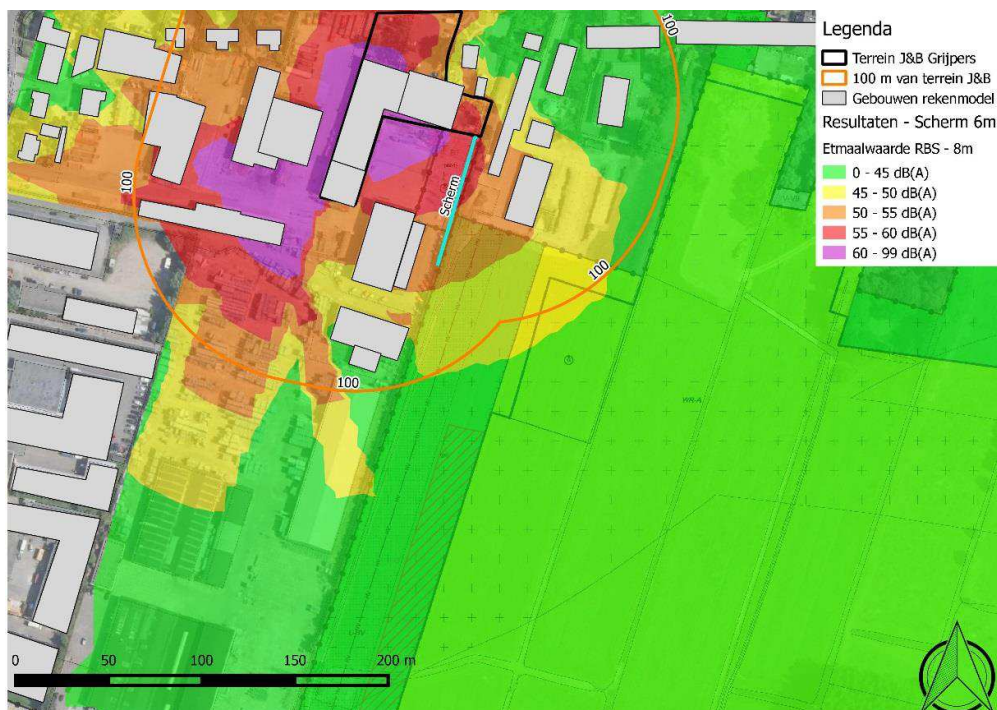 Legenda
Terrein J&B Grijpers
100 m van terrein J&B
Gebouwen rekenmodel
Resultaten - Scherm 6m
Etmaalwaarde RBS - 8m
0 - 45 dB(A)
45 - 50 dB(A)
50 - 55 dB(A)
55 - 60 dB(A)
60 - 99 dB(A)
100
100
100
100
100
Scherm
WR-A
0 50 100 150 200 m